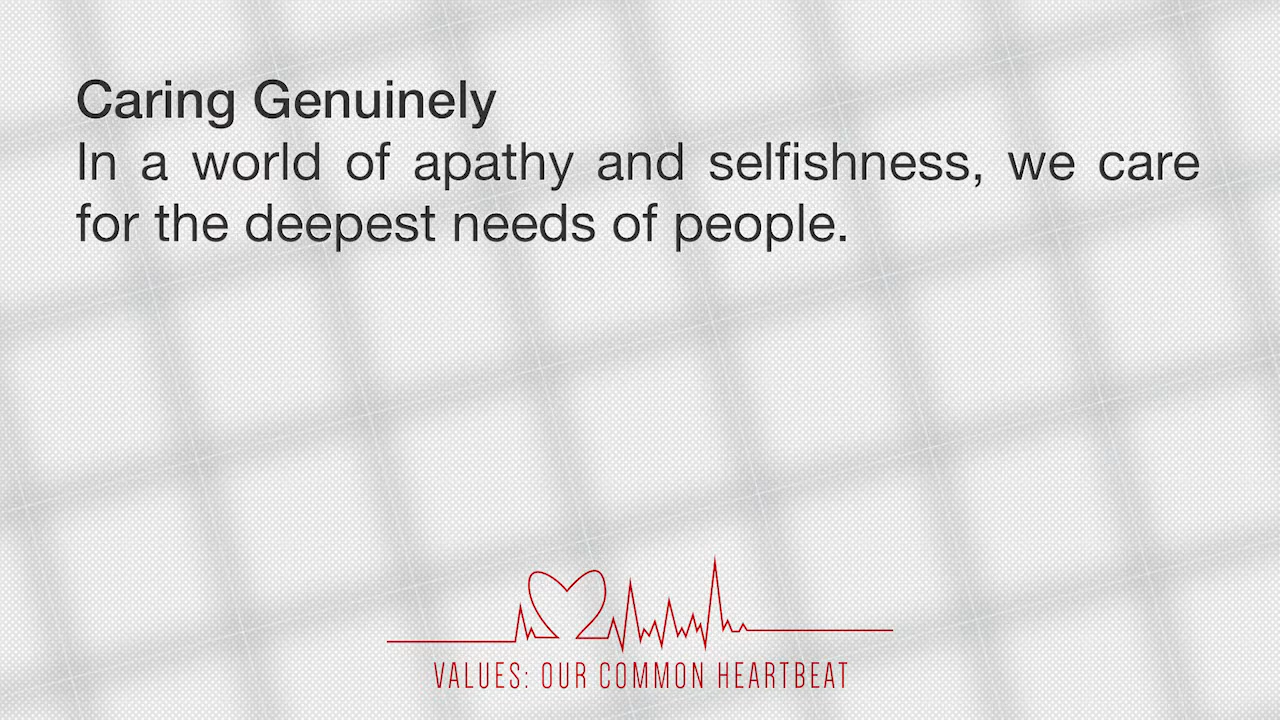 Caring Genuinely
In a world of apathy and selfishness, we care
for the deepest needs of people.
VALUES: OUR COMMON HEARTBEAT